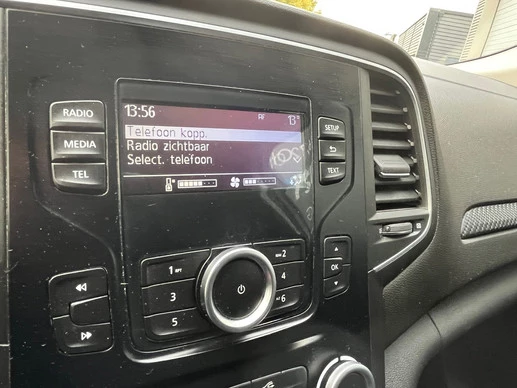 13:56 AF 13°
RADIO
Telefoon kopp.
SETUP
MEDIA
Radio zichtbaar
TEL
Select. telefoon
TEXT
1
2
3
4
OK
5
6